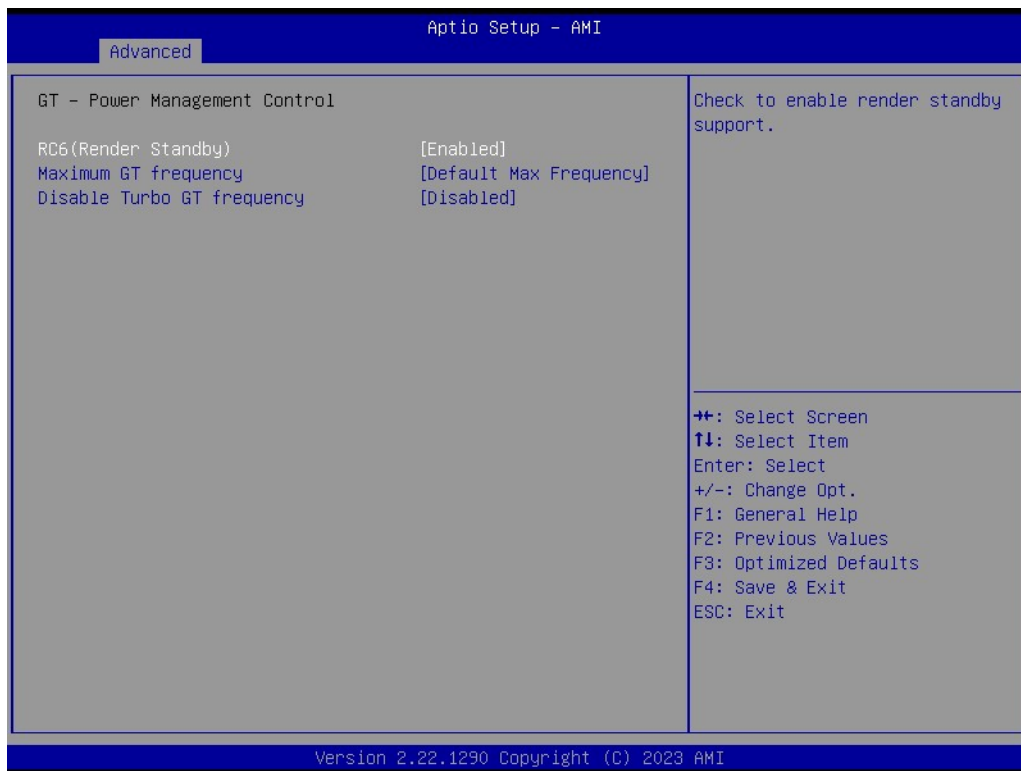 Aptio Setup – AMI
Advanced
GT – Power Management Control
RC6(Render Standby) [Enabled]
Maximum GT frequency [Default Max Frequency]
Disable Turbo GT frequency [Disabled]
Check to enable render standby
support.
→←: Select Screen
↑↓: Select Item
Enter: Select
+/-: Change Opt.
F1: General Help
F2: Previous Values
F3: Optimized Defaults
F4: Save & Exit
ESC: Exit
Version 2.22.1290 Copyright (C) 2023 AMI